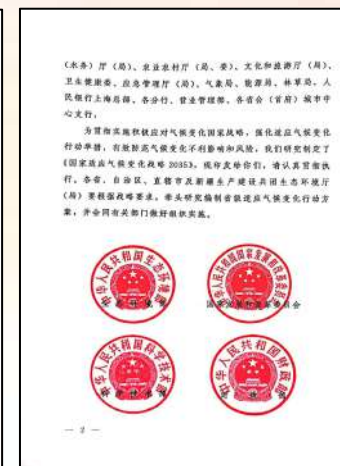 （水务）厅（局）、农业农村厅（局、委）、文化和旅游厅（局）、
卫生健康委、应急管理厅（局）、气象局、能源局、林草局，人
民银行上海总部、各分行、营业管理部、各省会（首府）城市中
心支行：
为贯彻实施积极应对气候变化国家战略，强化适应气候变化
行动举措，有效防范气候变化不利影响和风险，我们研究制定了
《国家适应气候变化战略 2035》，现印发给你们，请认真贯彻执
行。各省、自治区、直辖市及新疆生产建设兵团生态环境厅
（局）要根据战略要求，牵头研究编制省级适应气候变化行动方
案，并会同有关部门做好组织实施。
中华人民共和国生态环境部
中华人民共和国国家发展和改革委员会
中华人民共和国科学技术部
中华人民共和国财政部
— 2 —